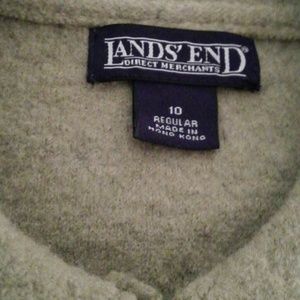 LANDS' END
DIRECT MERCHANTS
10
REGULAR
MADE IN
HONG KONG